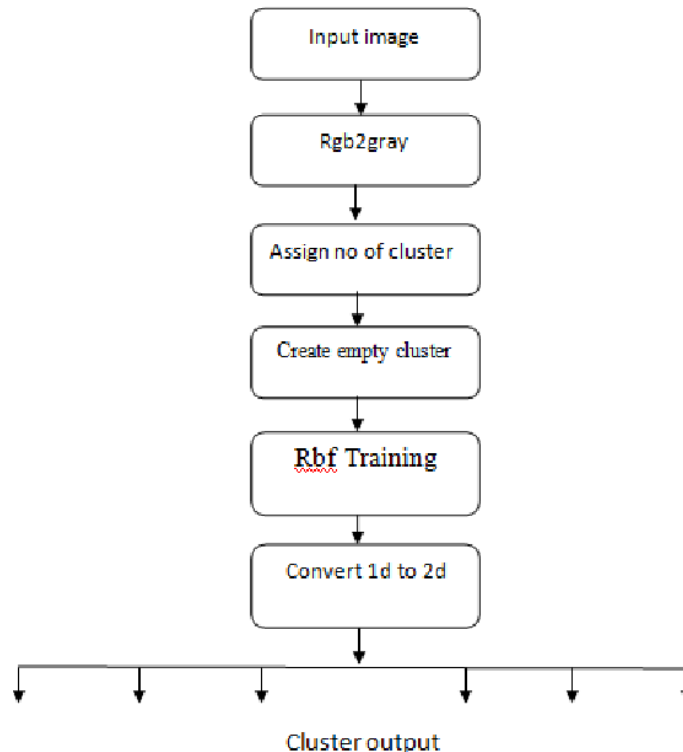 Input image
Rgb2gray
Assign no of cluster
Create empty cluster
Rbf Training
Convert 1d to 2d
Cluster output